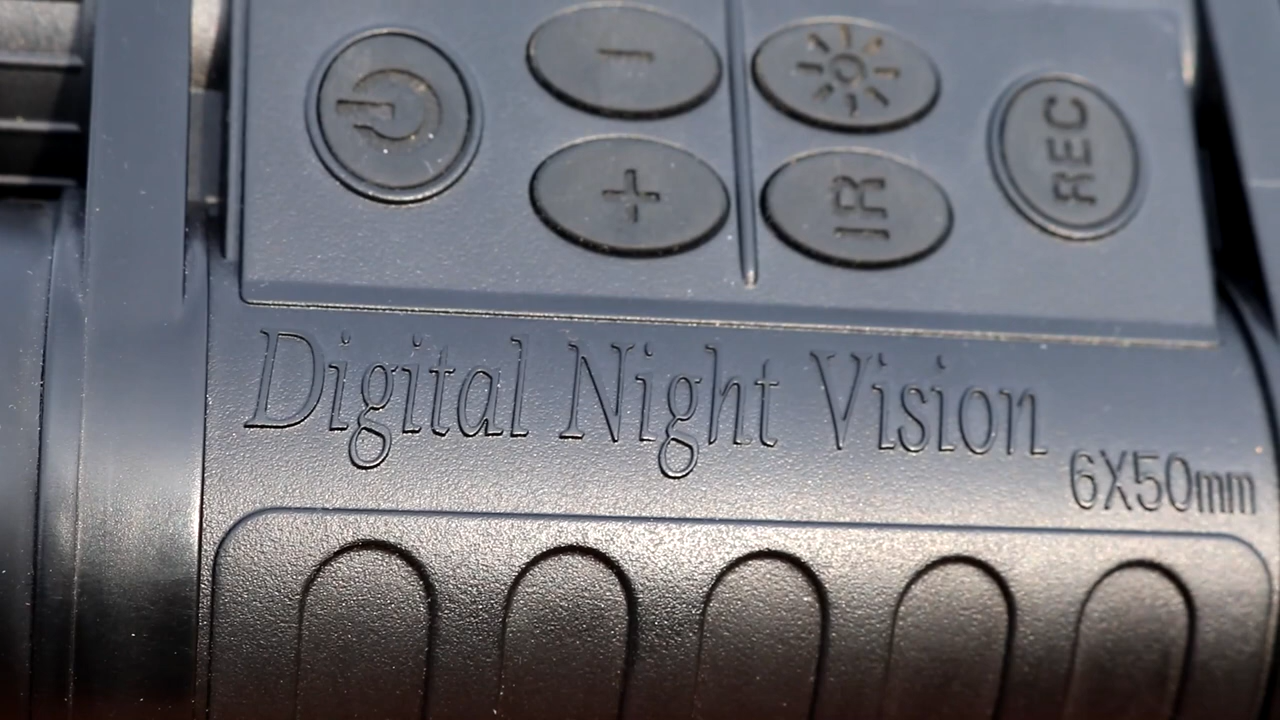 −
+
IR
REC
Digital Night Vision
6X50mm